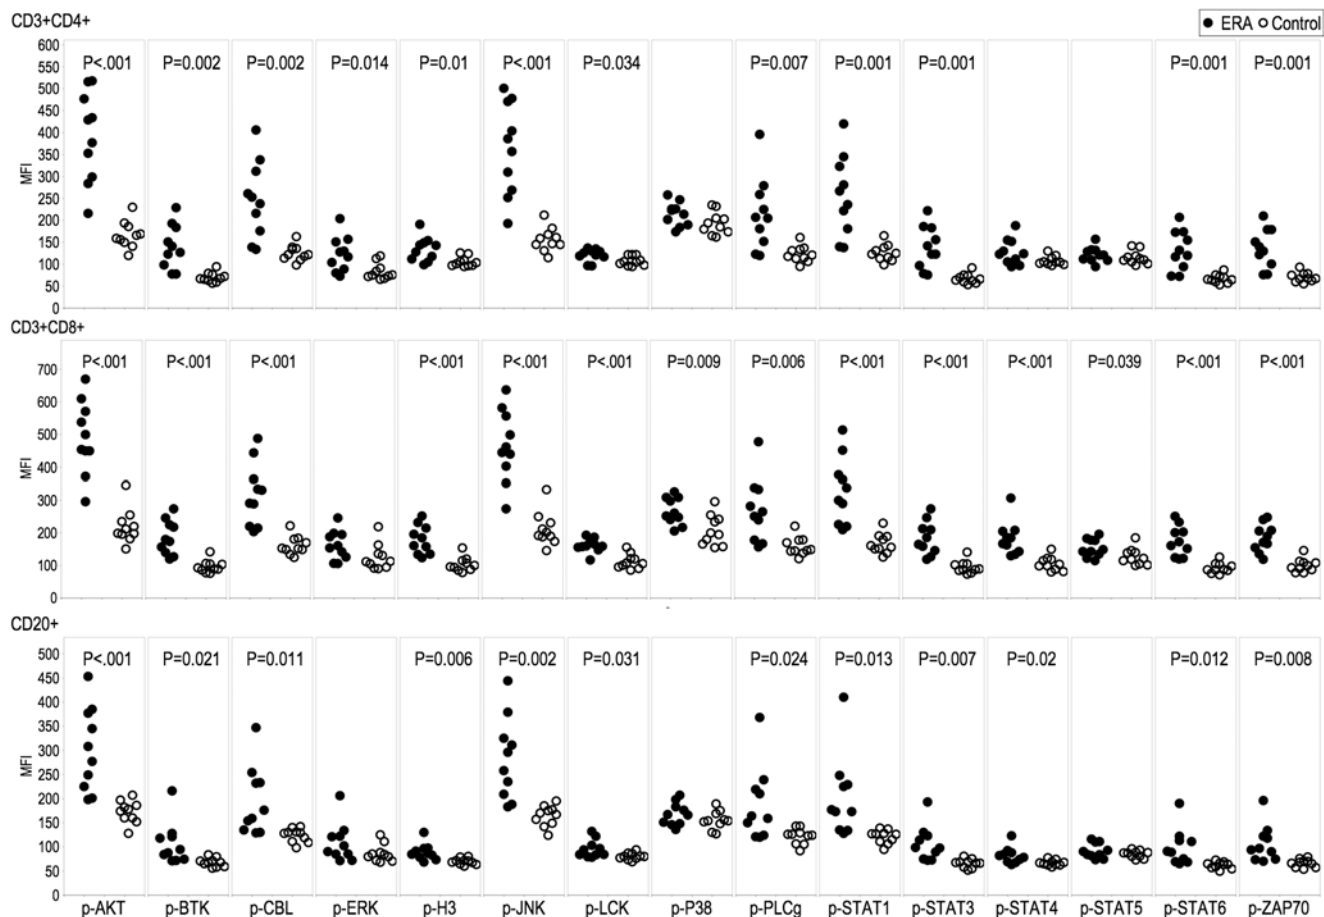 CD3+CD4+
ERA Control
P<.001 P=0.002 P=0.002 P=0.014 P=0.01 P<.001 P=0.034 P=0.007 P=0.001 P=0.001 P=0.001 P=0.001
600
550
500
450
400
350
300
250
200
150
100
50
0
MFI
CD3+CD8+
P<.001 P<.001 P<.001 P<.001 P<.001 P<.001 P=0.009 P=0.006 P<.001 P<.001 P<.001 P=0.039 P<.001 P<.001
700
600
500
400
300
200
100
0
MFI
CD20+
P<.001 P=0.021 P=0.011 P=0.006 P=0.002 P=0.031 P=0.024 P=0.013 P=0.007 P=0.02 P=0.012 P=0.008
500
450
400
350
300
250
200
150
100
50
0
MFI
p-AKT p-BTK p-CBL p-ERK p-H3 p-JNK p-LCK p-P38 p-PLCg p-STAT1 p-STAT3 p-STAT4 p-STAT5 p-STAT6 p-ZAP70